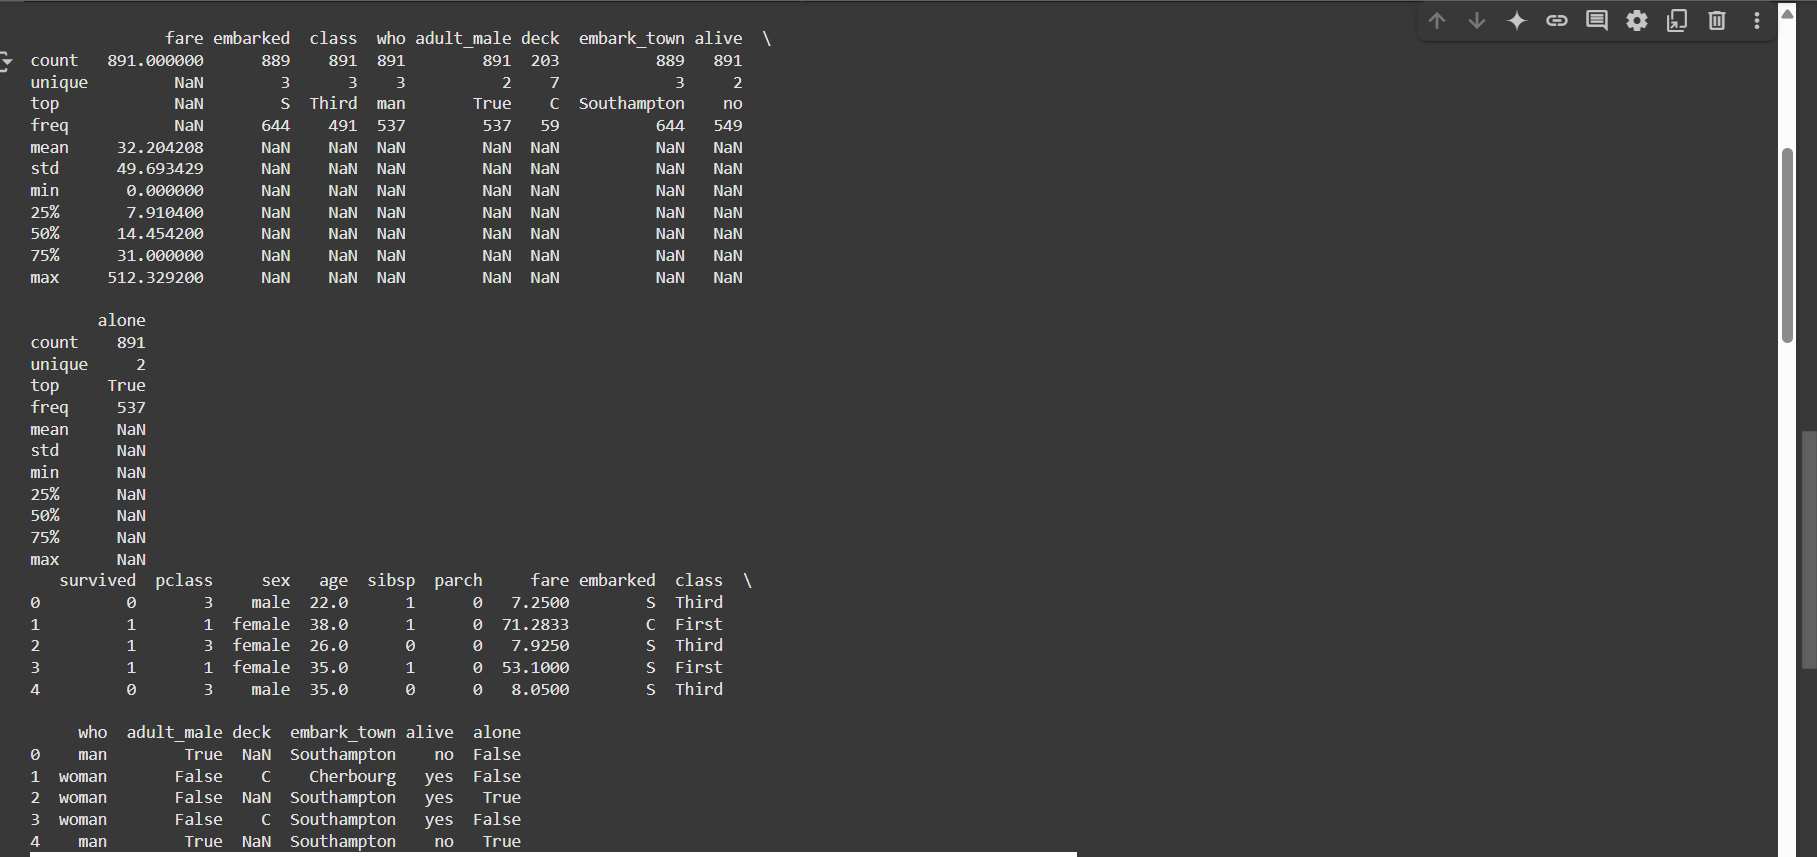 fare embarked  class  who adult_male deck  embark_town alive  \
count   891.000000      889    891  891        891  203          889   891
unique         NaN        3      3    3          2    7            3     2
top            NaN        S  Third  man       True    C  Southampton    no
freq           NaN      644    491  537        537   59          644   549
mean     32.204208      NaN    NaN  NaN        NaN  NaN          NaN   NaN
std      49.693429      NaN    NaN  NaN        NaN  NaN          NaN   NaN
min       0.000000      NaN    NaN  NaN        NaN  NaN          NaN   NaN
25%       7.910400      NaN    NaN  NaN        NaN  NaN          NaN   NaN
50%      14.454200      NaN    NaN  NaN        NaN  NaN          NaN   NaN
75%      31.000000      NaN    NaN  NaN        NaN  NaN          NaN   NaN
max     512.329200      NaN    NaN  NaN        NaN  NaN          NaN   NaN
       alone
count    891
unique     2
top     True
freq     537
mean     NaN
std      NaN
min      NaN
25%      NaN
50%      NaN
75%      NaN
max      NaN
   survived  pclass     sex   age  sibsp  parch     fare embarked  class  \
0         0       3    male  22.0      1      0   7.2500        S  Third
1         1       1  female  38.0      1      0  71.2833        C  First
2         1       3  female  26.0      0      0   7.9250        S  Third
3         1       1  female  35.0      1      0  53.1000        S  First
4         0       3    male  35.0      0      0   8.0500        S  Third
     who  adult_male deck  embark_town alive  alone
0    man        True  NaN  Southampton    no  False
1  woman       False    C    Cherbourg   yes  False
2  woman       False  NaN  Southampton   yes   True
3  woman       False    C  Southampton   yes  False
4    man        True  NaN  Southampton    no   True